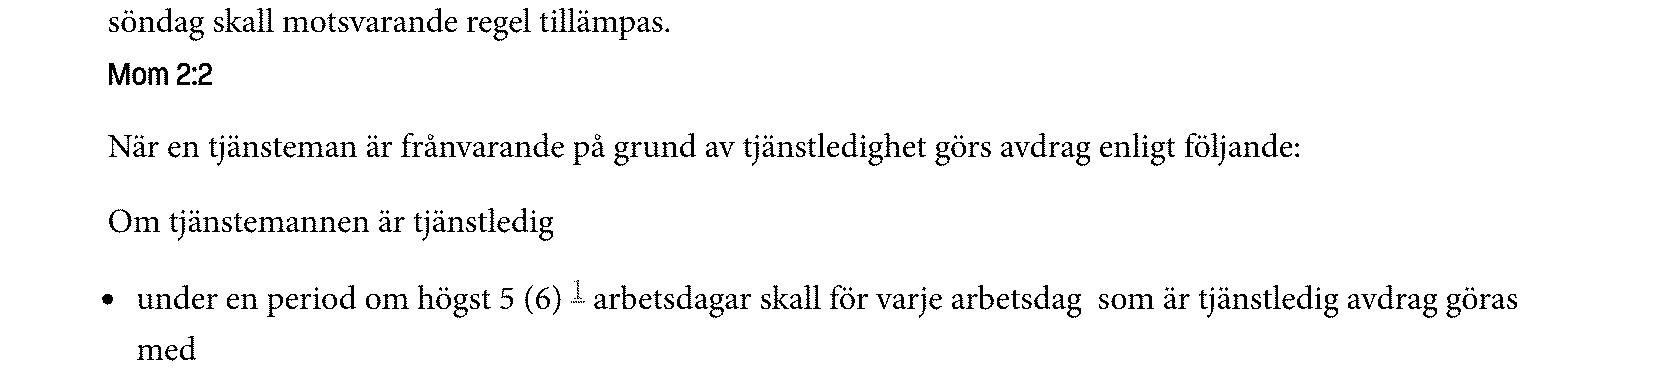 söndag skall motsvarande regel tillämpas.
Mom 2:2
När en tjänsteman är frånvarande på grund av tjänstledighet görs avdrag enligt följande:
Om tjänstemannen är tjänstledig
• under en period om högst 5 (6) 1 arbetsdagar skall för varje arbetsdag som är tjänstledig avdrag göras
med